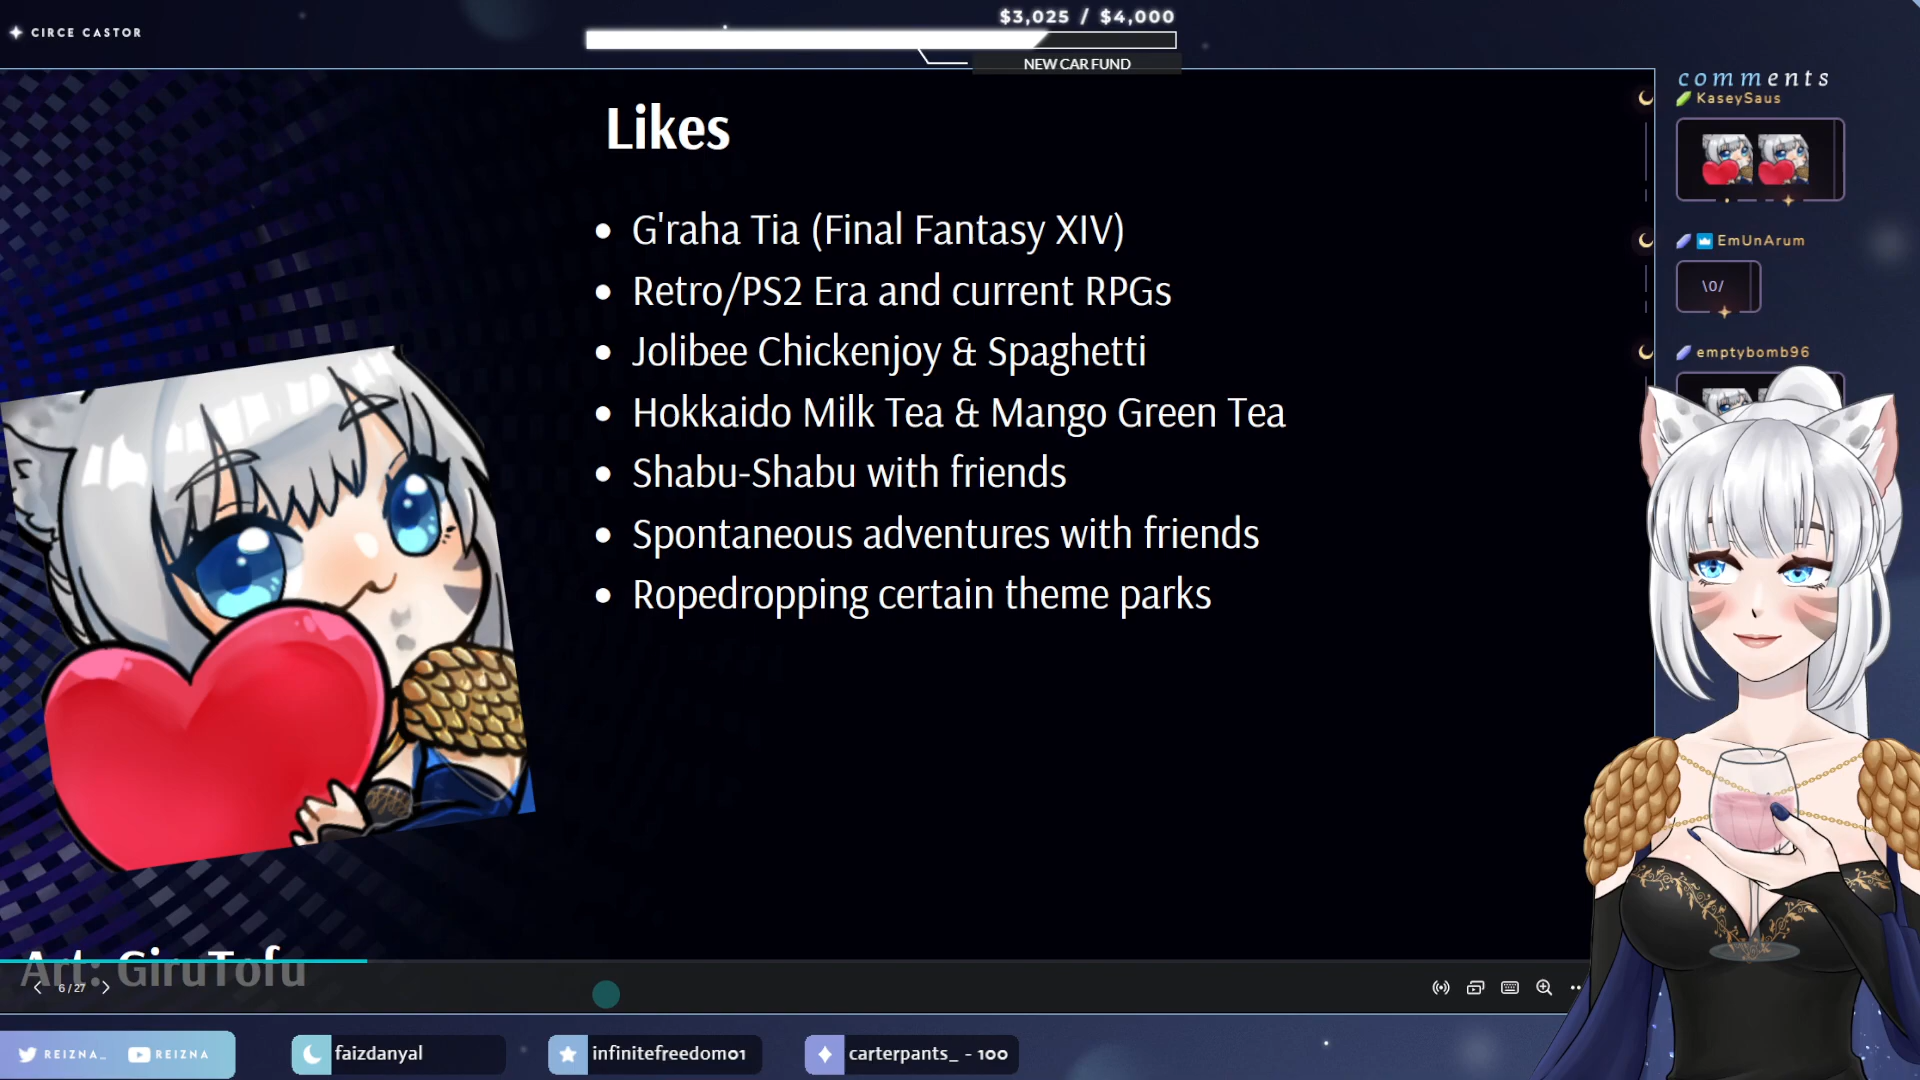 CIRCE CASTOR
$3,025 / $4,000
NEW CAR FUND
comments
KaseySaus
EmUnArum
\0/
emptybomb96
Likes
• G'raha Tia (Final Fantasy XIV)
• Retro/PS2 Era and current RPGs
• Jolibee Chickenjoy & Spaghetti
• Hokkaido Milk Tea & Mango Green Tea
• Shabu-Shabu with friends
• Spontaneous adventures with friends
• Ropedropping certain theme parks
Art: GiruTofu
6 / 27
REIZNA_ REIZNA
faizdanyal
infinitefreedom01
carterpants_ - 100